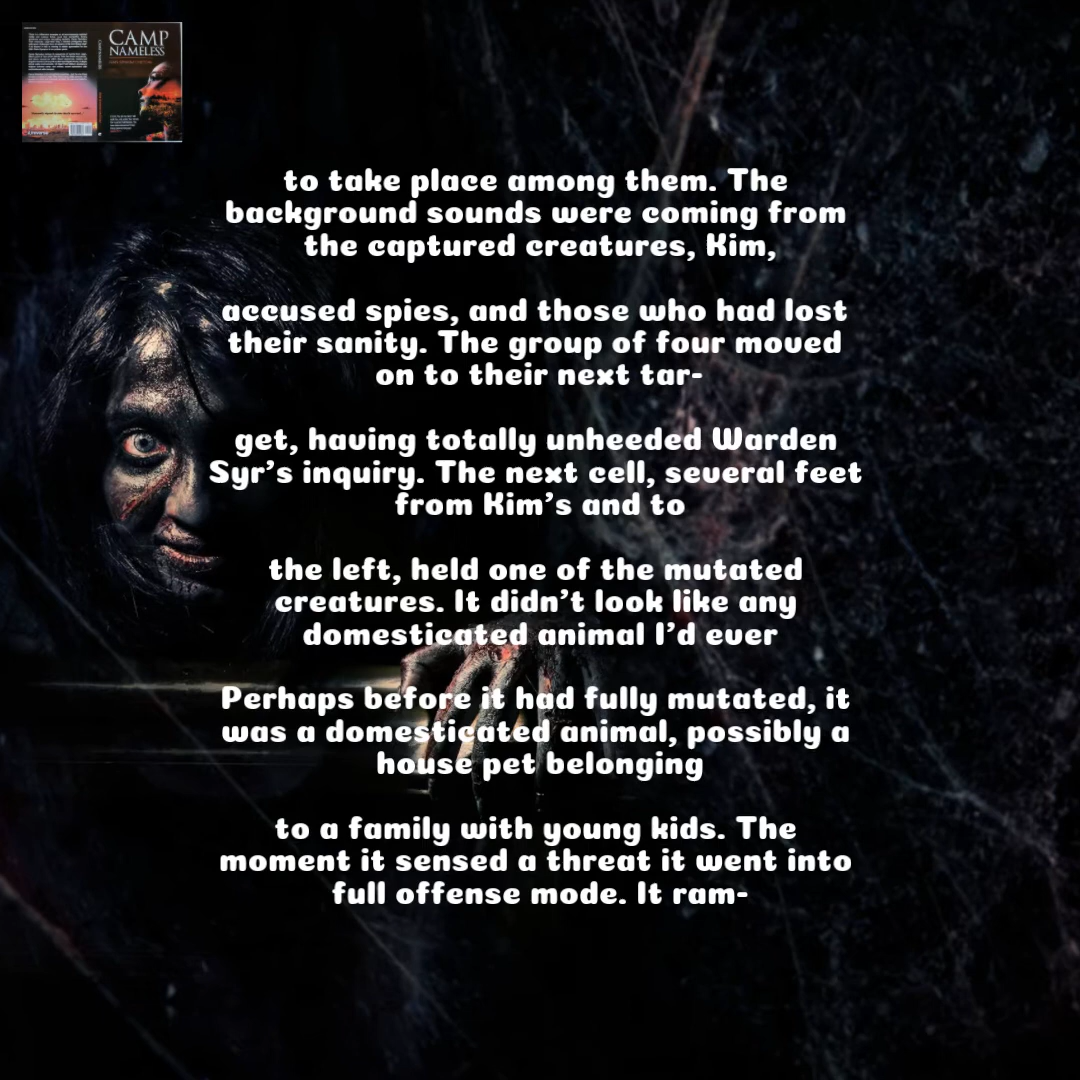 CAMP
NAMELESS
to take place among them. The
background sounds were coming from
the captured creatures, Kim,
accused spies, and those who had lost
their sanity. The group of four moved
on to their next tar-
get, having totally unheeded Warden
Syr's inquiry. The next cell, several feet
from Kim's and to
the left, held one of the mutated
creatures. It didn't look like any
domesticated animal I'd ever
Perhaps before it had fully mutated, it
was a domesticated animal, possibly a
house pet belonging
to a family with young kids. The
moment it sensed a threat it went into
full offense mode. It ram-